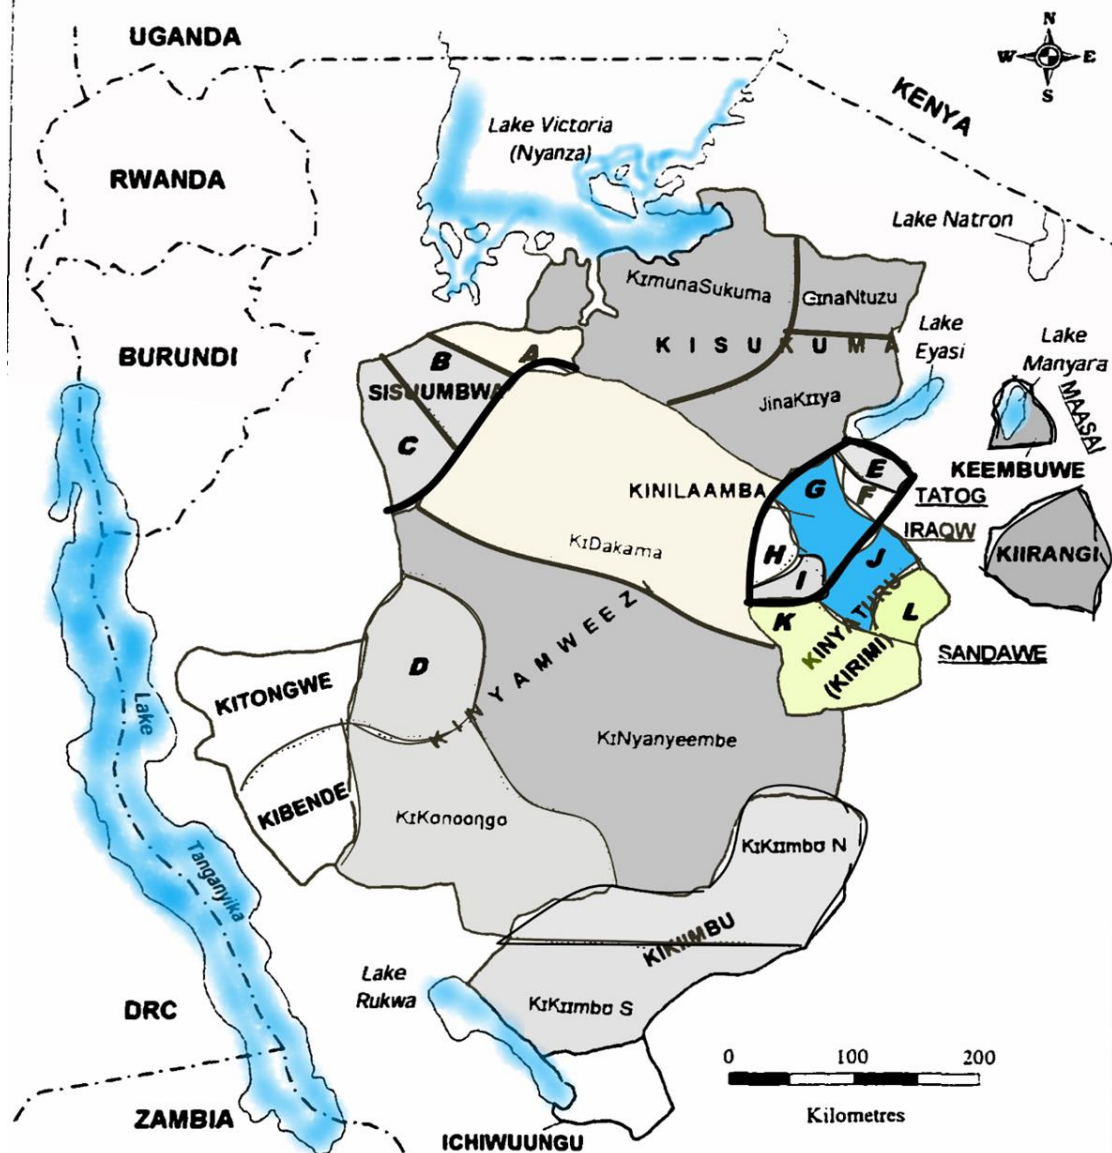 N
W E
S
UGANDA
KENYA
Lake Victoria
(Nyanza)
RWANDA
Lake Natron
KɪmunaSukuma
GɪnaNtuzu
BURUNDI
Lake
Eyasi
Lake
Manyara
K I S U K U M A
A
B
SISUUMBWA
C
JinaKɪɪya
MAASAI
KEEMBUWE
E
F
G
TATOG
KINILAAMBA
IRAQW
KIIRANGI
KɪDakama
H
I
J
K
L
KINYATURU
(KIRIMI)
SANDAWE
D
K I N Y A M W E E Z I
KITONGWE
Lake
Tanganyika
KɪNyanyeembe
KIBENDE
KɪKonoongo
KɪKɪɪmbʊ N
KIKIIMBU
Lake
Rukwa
KɪKɪɪmbʊ S
DRC
0 100 200
Kilometres
ZAMBIA
ICHIWUUNGU